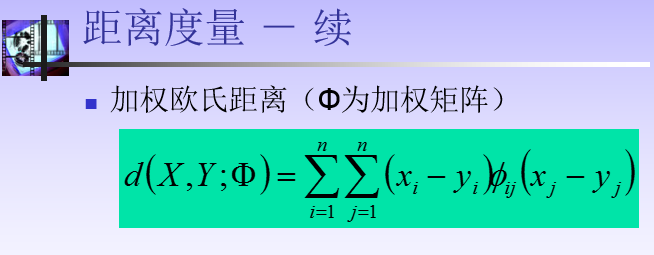 距离度量 － 续
加权欧氏距离（Φ为加权矩阵）
d(X,Y;Φ)=∑_{i=1}^{n}∑_{j=1}^{n}(x_i－y_i)ϕ_{ij}(x_j－y_j)